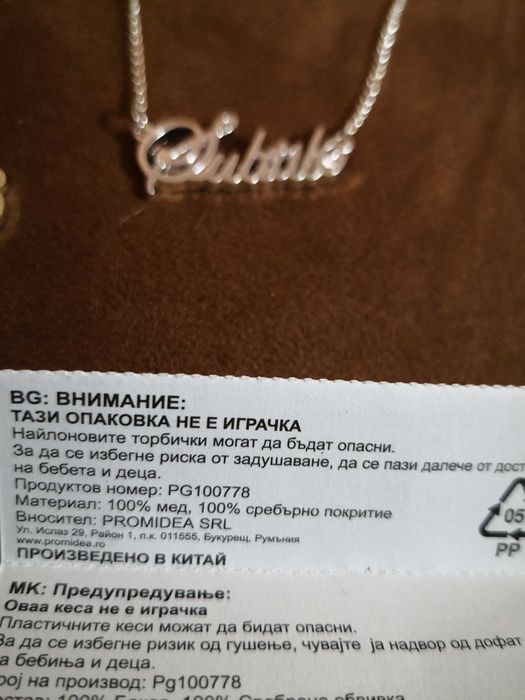 BG: ВНИМАНИЕ:
ТАЗИ ОПАКОВКА НЕ Е ИГРАЧКА
Найлоновите торбички могат да бъдат опасни.
За да се избегне риска от задушаване, да се пази далече от дост
на бебета и деца.
Продуктов номер: PG100778
Материал: 100% мед, 100% сребърно покритие
Вносител: PROMIDEA SRL
Ул. Ислаз 29, Район 1, п.к. 011555, Букурещ, Румъния
www.promidea.ro
ПРОИЗВЕДЕНО В КИТАЙ
05
PP
МК: Предупредување:
Оваа кеса не е играчка
Пластичните кеси можат да бидат опасни.
За да се избегне ризик од гушење, чувајте ја надвор од дофат
а бебиња и деца.
рој на производ: Pg100778